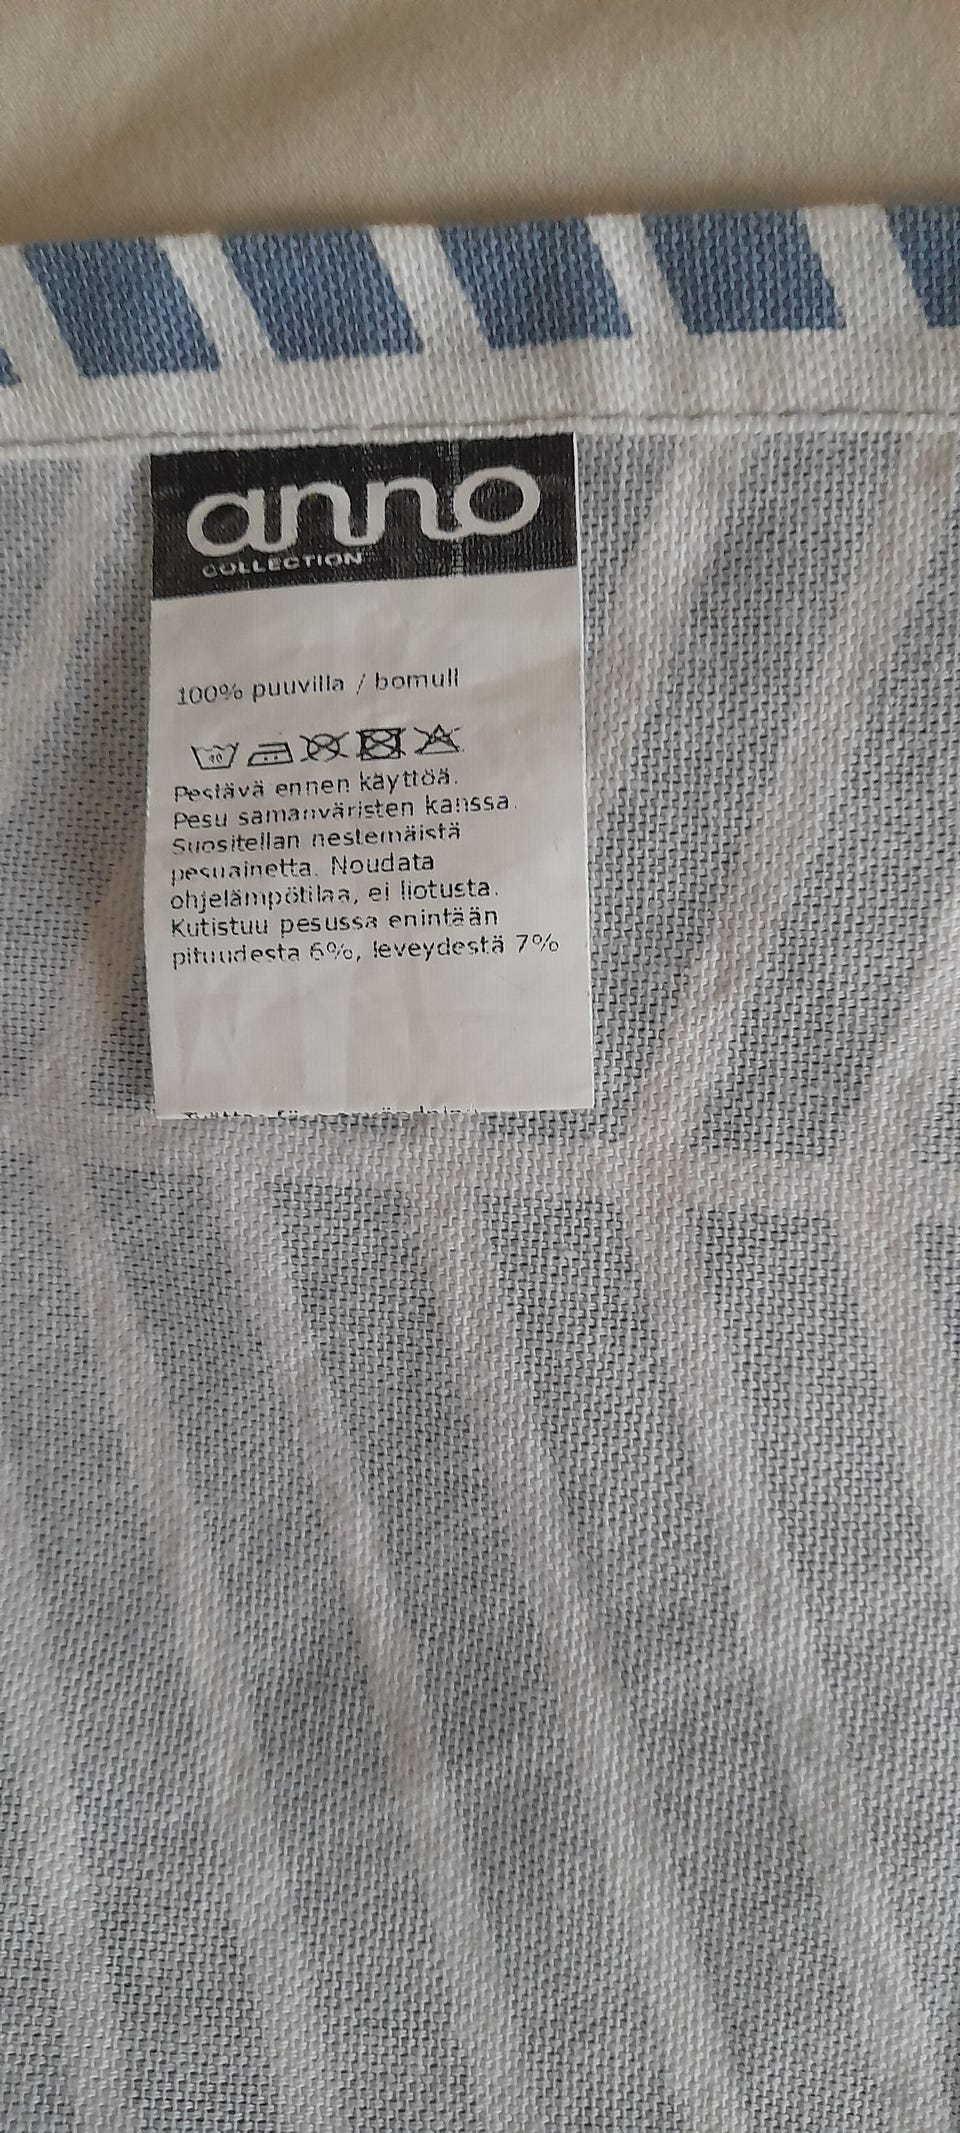 anno
COLLECTION
100% puuvilla / bomull
40
Pestävä ennen käyttöä.
Pesu samanväristen kanssa.
Suositellan nestemäistä
pesuainetta. Noudata
ohjelämpötilaa, ei liotusta.
Kutistuu pesussa enintään
pituudesta 6%, leveydestä 7%